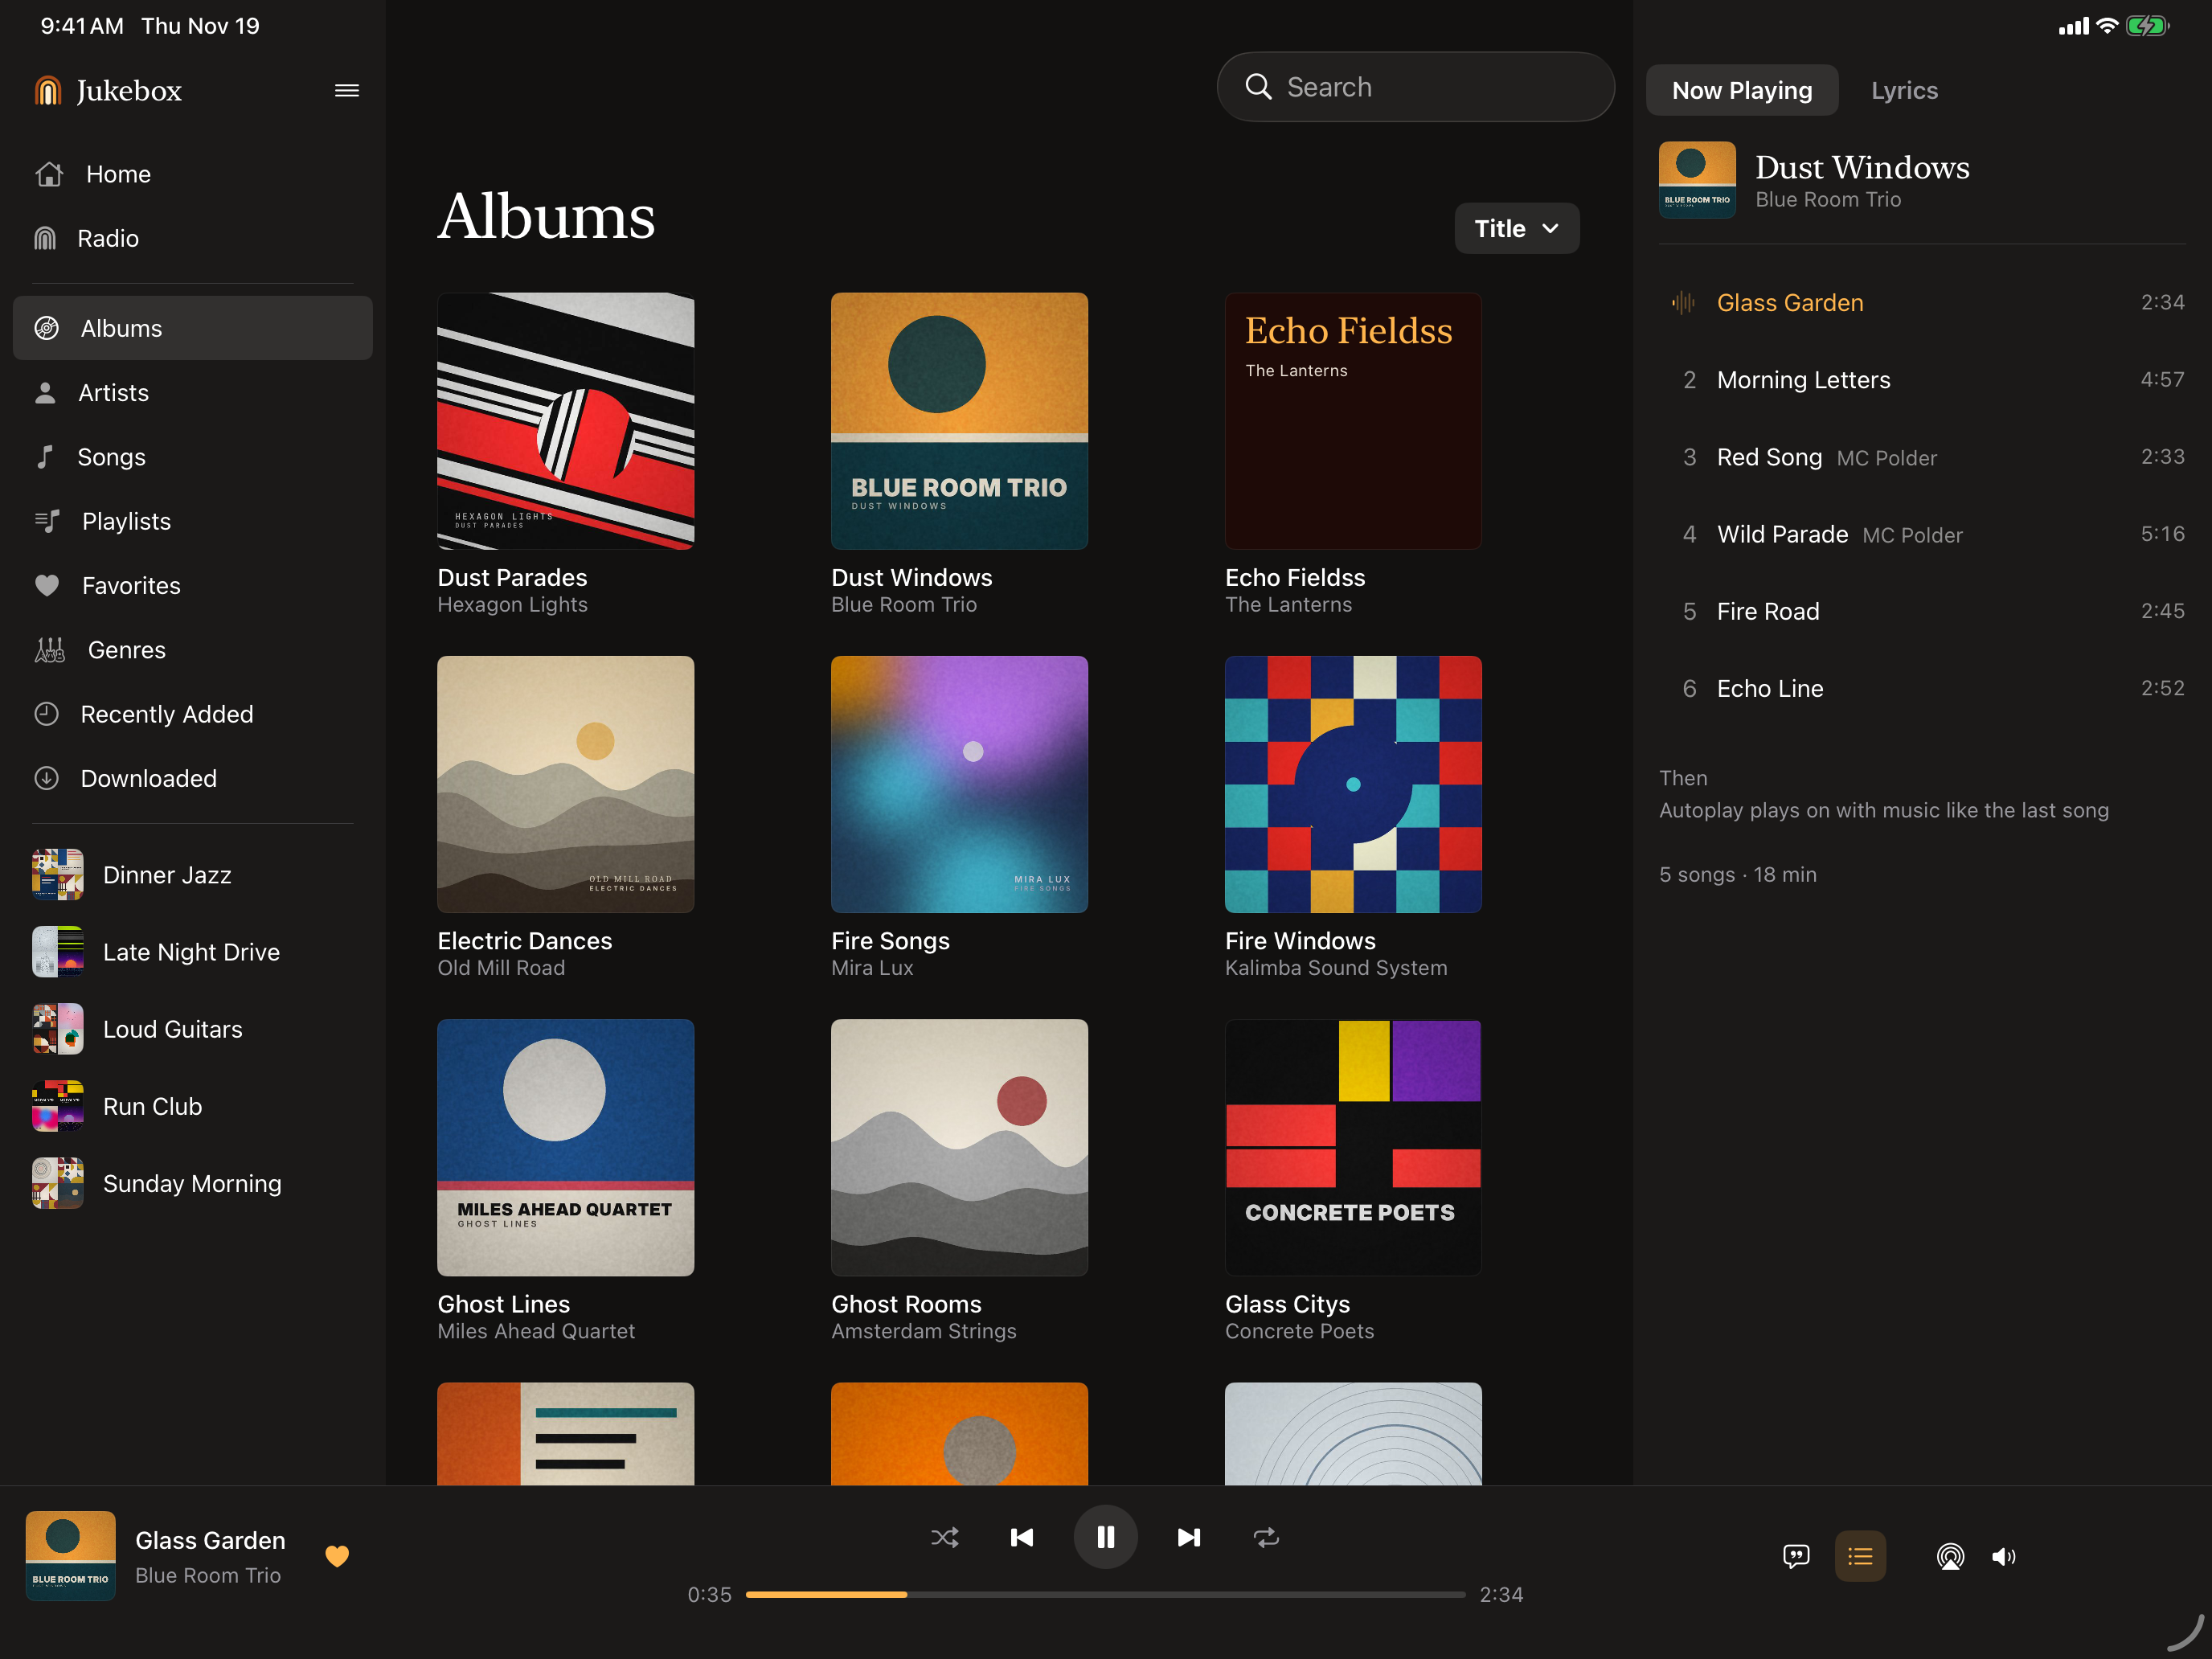 9:41 AM Thu Nov 19
Jukebox
Home
Radio
Albums
Artists
Songs
Playlists
Favorites
Genres
Recently Added
Downloaded
Dinner Jazz
Late Night Drive
Loud Guitars
Run Club
Sunday Morning
Search
Albums
Title
HEXAGON LIGHTS
DUST PARADES
Dust Parades
Hexagon Lights
BLUE ROOM TRIO
DUST WINDOWS
Dust Windows
Blue Room Trio
Echo Fieldss
The Lanterns
Echo Fieldss
The Lanterns
OLD MILL ROAD
ELECTRIC DANCES
Electric Dances
Old Mill Road
MIRA LUX
FIRE SONGS
Fire Songs
Mira Lux
Fire Windows
Kalimba Sound System
MILES AHEAD QUARTET
GHOST LINES
Ghost Lines
Miles Ahead Quartet
Ghost Rooms
Amsterdam Strings
CONCRETE POETS
Glass Citys
Concrete Poets
Now Playing
Lyrics
BLUE ROOM TRIO
Dust Windows
Blue Room Trio
Glass Garden 2:34
2 Morning Letters 4:57
3 Red Song MC Polder 2:33
4 Wild Parade MC Polder 5:16
5 Fire Road 2:45
6 Echo Line 2:52
Then
Autoplay plays on with music like the last song
5 songs · 18 min
BLUE ROOM TRIO
Glass Garden
Blue Room Trio
0:35
2:34